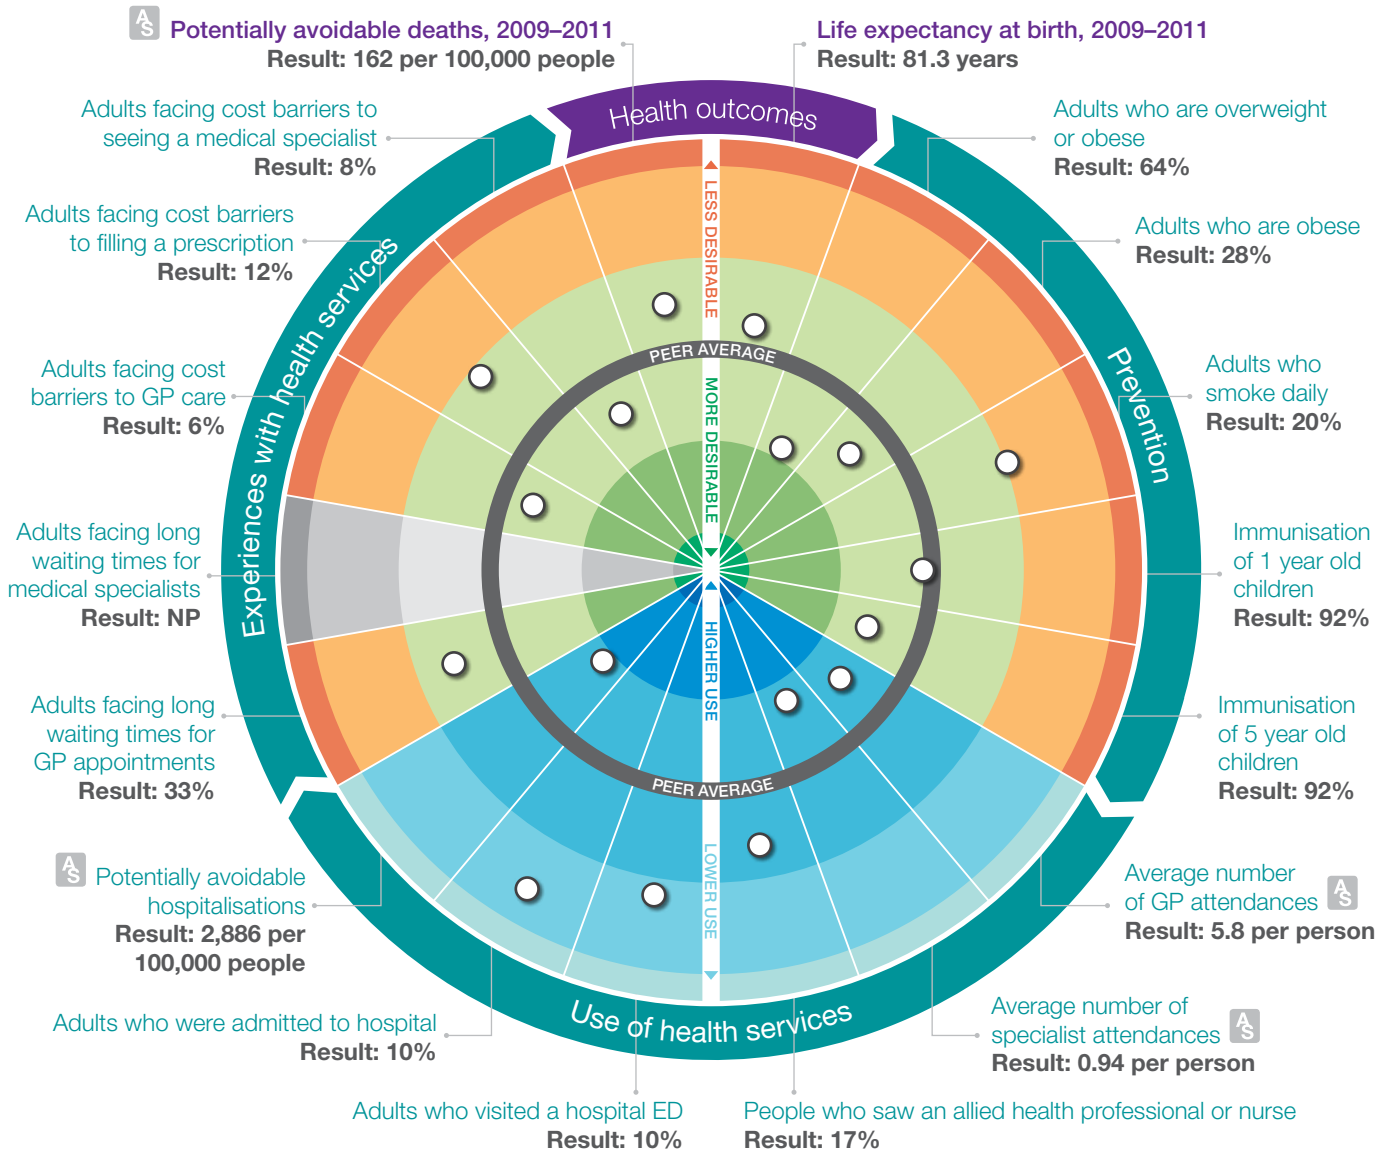 AS
Potentially avoidable deaths, 2009–2011
Result: 162 per 100,000 people
Life expectancy at birth, 2009–2011
Result: 81.3 years
Adults facing cost barriers to
seeing a medical specialist
Result: 8%
Health outcomes
Adults who are overweight
or obese
Result: 64%
Adults facing cost barriers
to filling a prescription
Result: 12%
Adults who are obese
Result: 28%
Adults facing cost
barriers to GP care
Result: 6%
Adults who
smoke daily
Result: 20%
Experiences with health services
Prevention
LESS DESIRABLE
PEER AVERAGE
MORE DESIRABLE
Adults facing long
waiting times for
medical specialists
Result: NP
Immunisation
of 1 year old
children
Result: 92%
HIGHER USE
PEER AVERAGE
LOWER USE
Adults facing long
waiting times for
GP appointments
Result: 33%
Immunisation
of 5 year old
children
Result: 92%
AS
Potentially avoidable
hospitalisations
Result: 2,886 per
100,000 people
Average number
of GP attendances
AS
Result: 5.8 per person
Use of health services
Adults who were admitted to hospital
Result: 10%
Average number of
specialist attendances
AS
Result: 0.94 per person
Adults who visited a hospital ED
Result: 10%
People who saw an allied health professional or nurse
Result: 17%